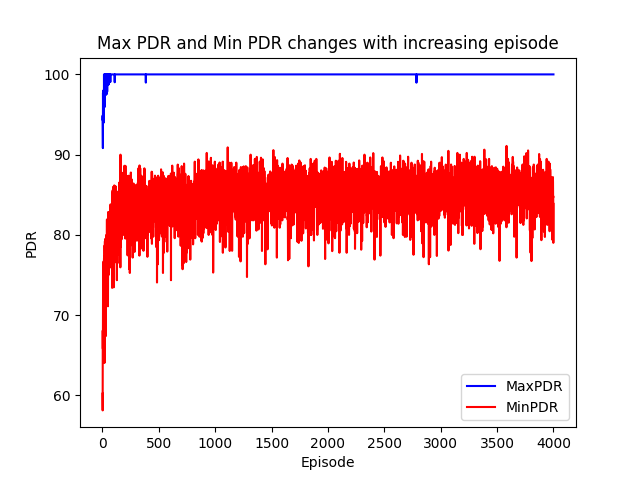 Max PDR and Min PDR changes with increasing episode
100
90
80
70
60
PDR
0 500 1000 1500 2000 2500 3000 3500 4000
Episode
MaxPDR
MinPDR